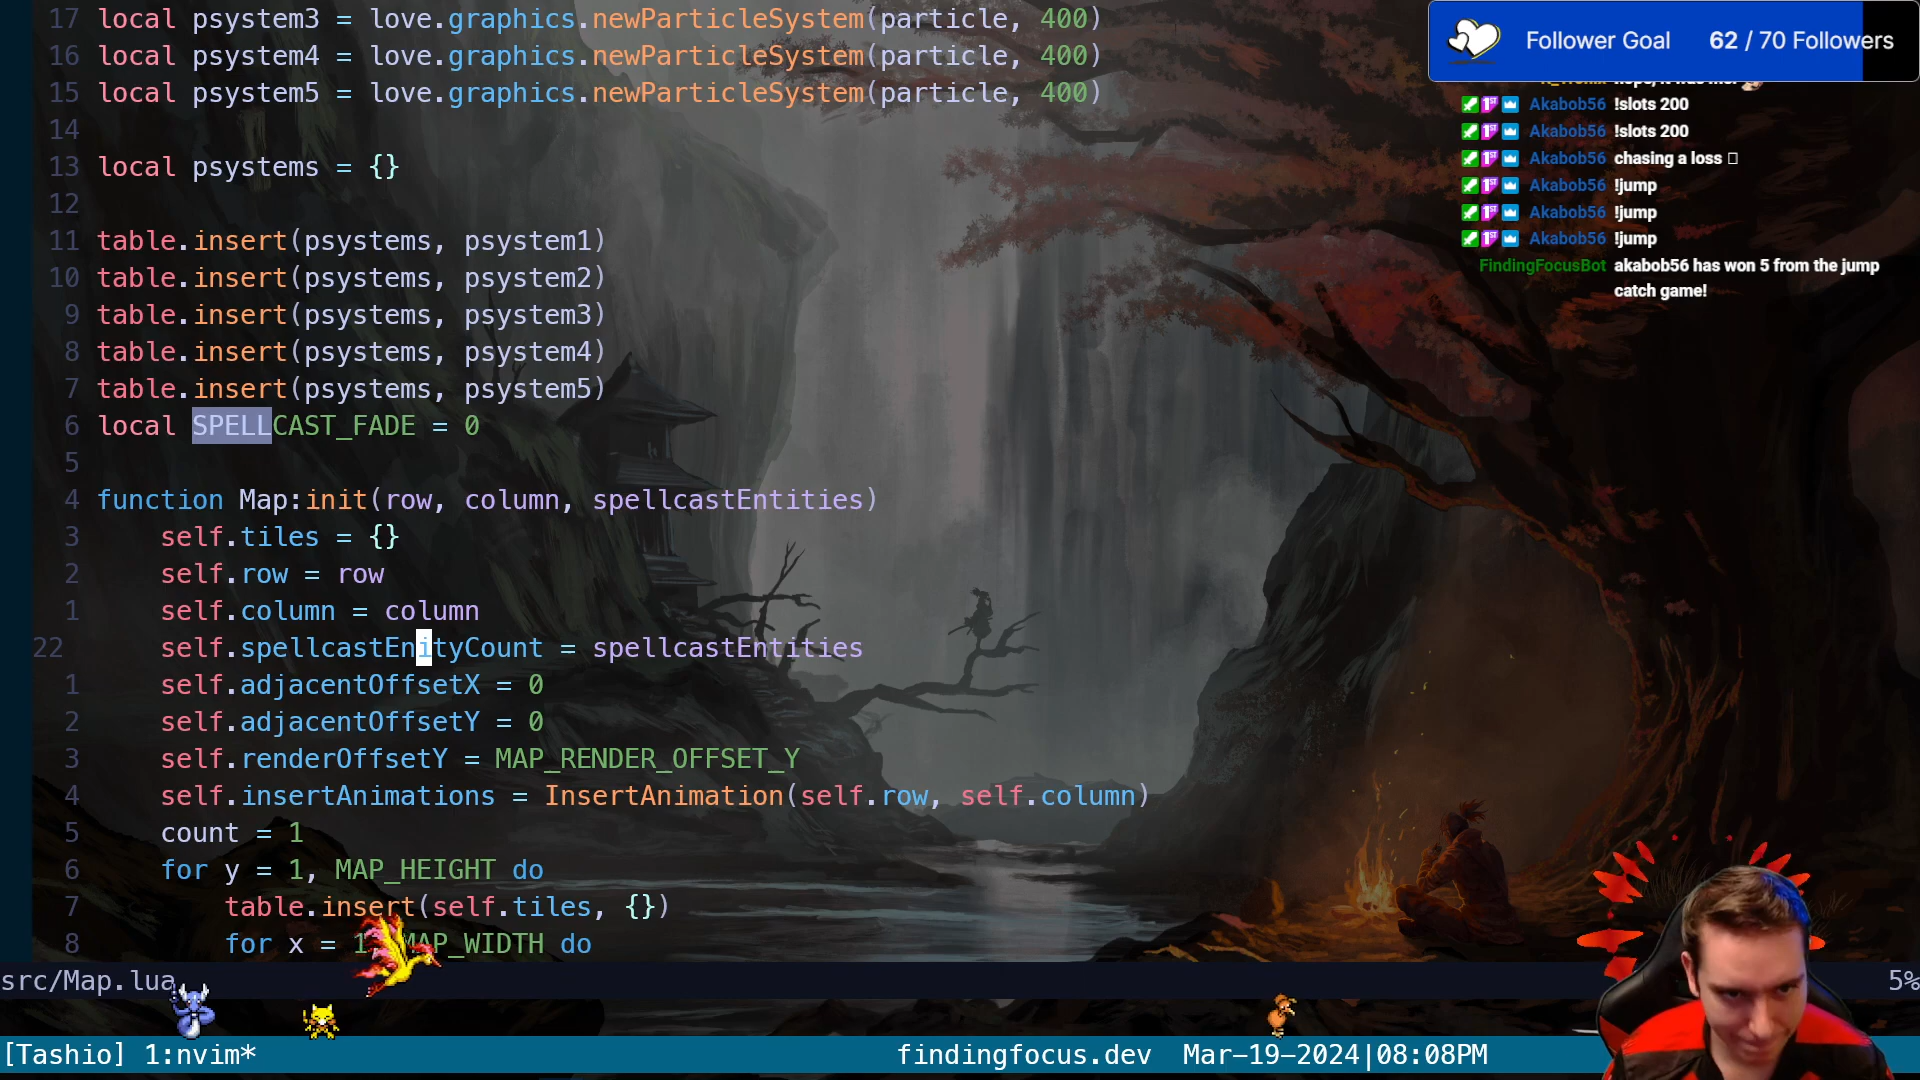 17 local psystem3 = love.graphics.newParticleSystem(particle, 400)
16 local psystem4 = love.graphics.newParticleSystem(particle, 400)
15 local psystem5 = love.graphics.newParticleSystem(particle, 400)
14
13 local psystems = {}
12
11 table.insert(psystems, psystem1)
10 table.insert(psystems, psystem2)
9 table.insert(psystems, psystem3)
8 table.insert(psystems, psystem4)
7 table.insert(psystems, psystem5)
6 local SPELLCAST_FADE = 0
5
4 function Map:init(row, column, spellcastEntities)
3 self.tiles = {}
2 self.row = row
1 self.column = column
22 self.spellcastEnityCount = spellcastEntities
1 self.adjacentOffsetX = 0
2 self.adjacentOffsetY = 0
3 self.renderOffsetY = MAP_RENDER_OFFSET_Y
4 self.insertAnimations = InsertAnimation(self.row, self.column)
5 count = 1
6 for y = 1, MAP_HEIGHT do
7 table.insert(self.tiles, {})
8 for x = 1, MAP_WIDTH do
src/Map.lua 5%
[Tashio] 1:nvim* findingfocus.dev Mar-19-2024|08:08PM
Follower Goal 62 / 70 Followers
Akabob56 !slots 200
Akabob56 !slots 200
Akabob56 chasing a loss
Akabob56 !jump
Akabob56 !jump
Akabob56 !jump
FindingFocusBot akabob56 has won 5 from the jump
catch game!